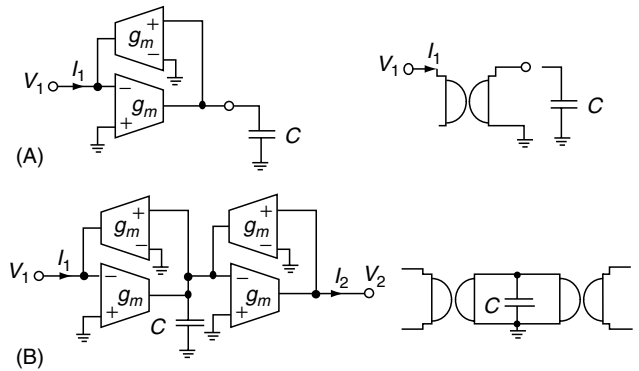 g_m + −
V_1 I_1 −
g_m +
C
(A)
V_1 I_1
C
g_m + −
g_m + −
V_1 I_1 −
g_m +
C
−
g_m +
I_2 V_2
C
(B)